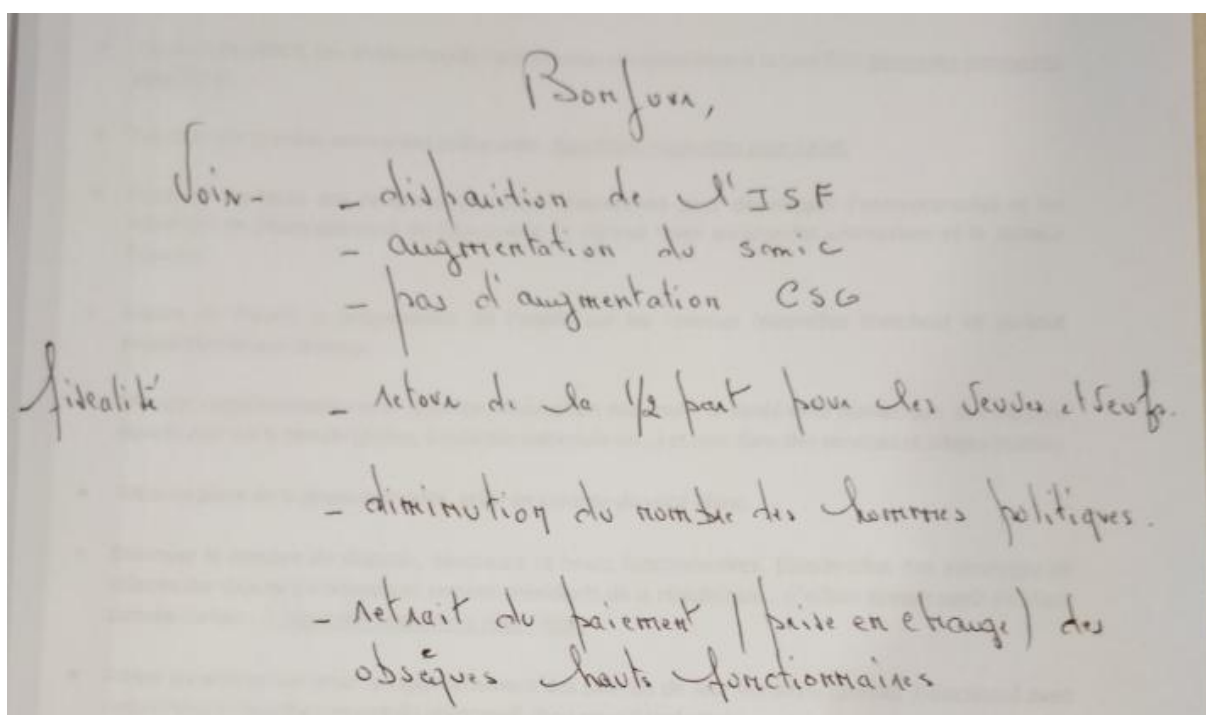 Bonjour,
Voir - - disparition de l'ISF
- augmentation du smic
- pas d'augmentation CSG
fiscalité - retour de la 1/2 part pour les veuves et veufs.
- diminution du nombre des hommes politiques.
- retrait du paiement (prise en charge) des
obsèques hauts fonctionnaires